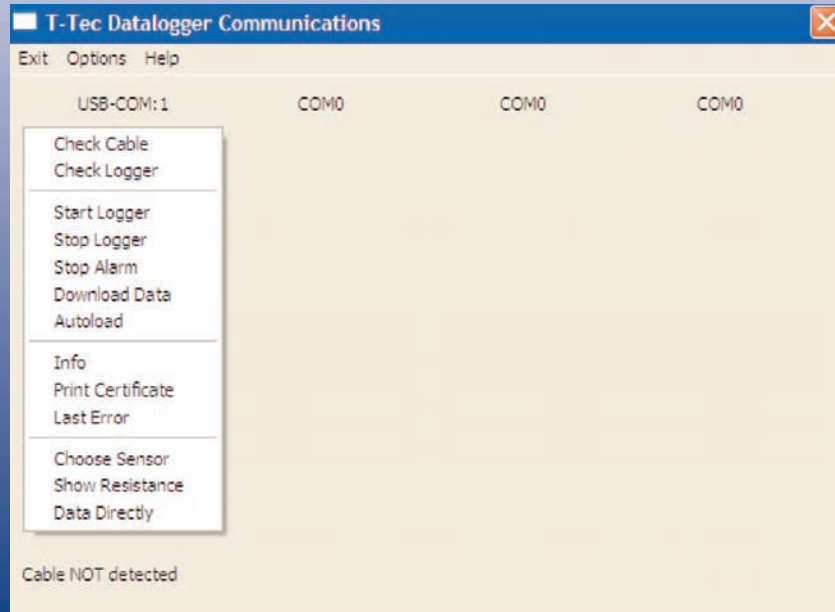 T-Tec Datalogger Communications
Exit Options Help
USB-COM:1 COM0 COM0 COM0
Check Cable
Check Logger
Start Logger
Stop Logger
Stop Alarm
Download Data
Autoload
Info
Print Certificate
Last Error
Choose Sensor
Show Resistance
Data Directly
Cable NOT detected